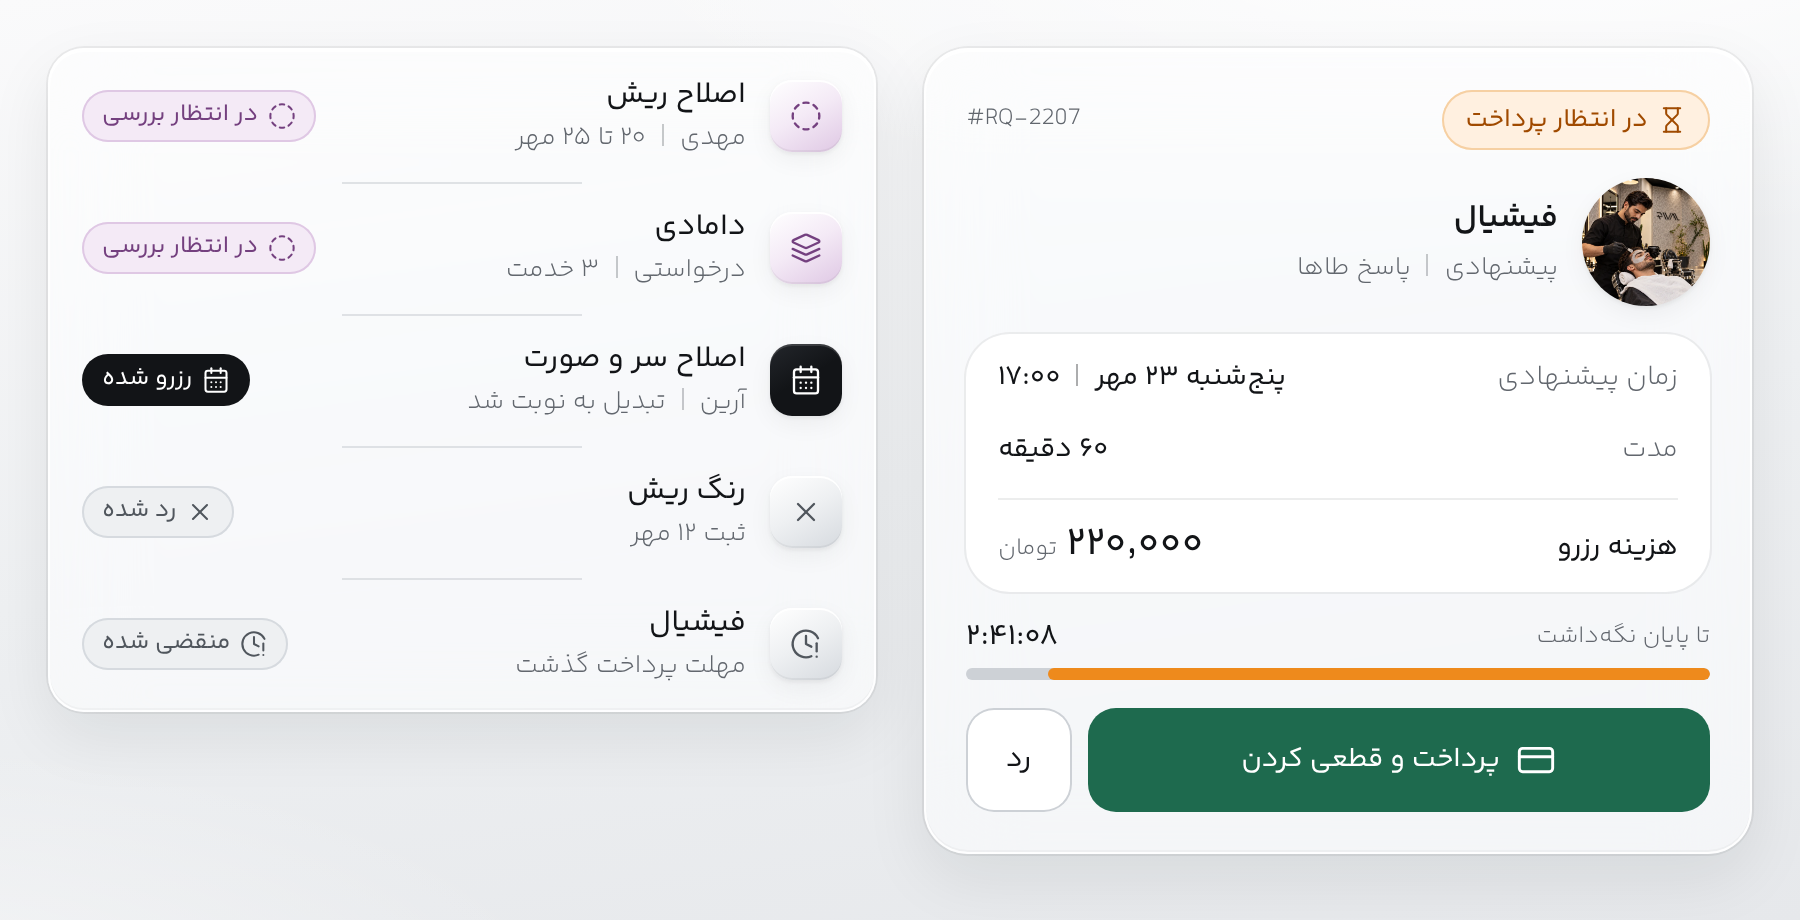 در انتظار پرداخت
#RQ-2207
فیشیال
پیشنهادی | پاسخ طاها
زمان پیشنهادی
پنج‌شنبه ۲۳ مهر | ۱۷:۰۰
مدت
۶۰ دقیقه
هزینه رزرو
۲۲۰,۰۰۰ تومان
تا پایان نگه‌داشت
۲:۴۱:۰۸
پرداخت و قطعی کردن
رد
اصلاح ریش
مهدی | ۲۰ تا ۲۵ مهر
در انتظار بررسی
دامادی
درخواستی | ۳ خدمت
در انتظار بررسی
اصلاح سر و صورت
آرین | تبدیل به نوبت شد
رزرو شده
رنگ ریش
ثبت ۱۲ مهر
رد شده
فیشیال
مهلت پرداخت گذشت
منقضی شده